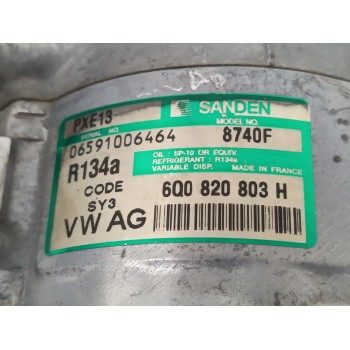 PXE13 SANDEN
SERIAL NO. MODEL NO.
06591006464 8740F
OIL : SP-10 OR EQUIV.
REFRIGERANT : R134a
VARIABLE DISP. MADE IN FRANCE
R134a
CODE 6Q0 820 803 H
SY3
VW AG